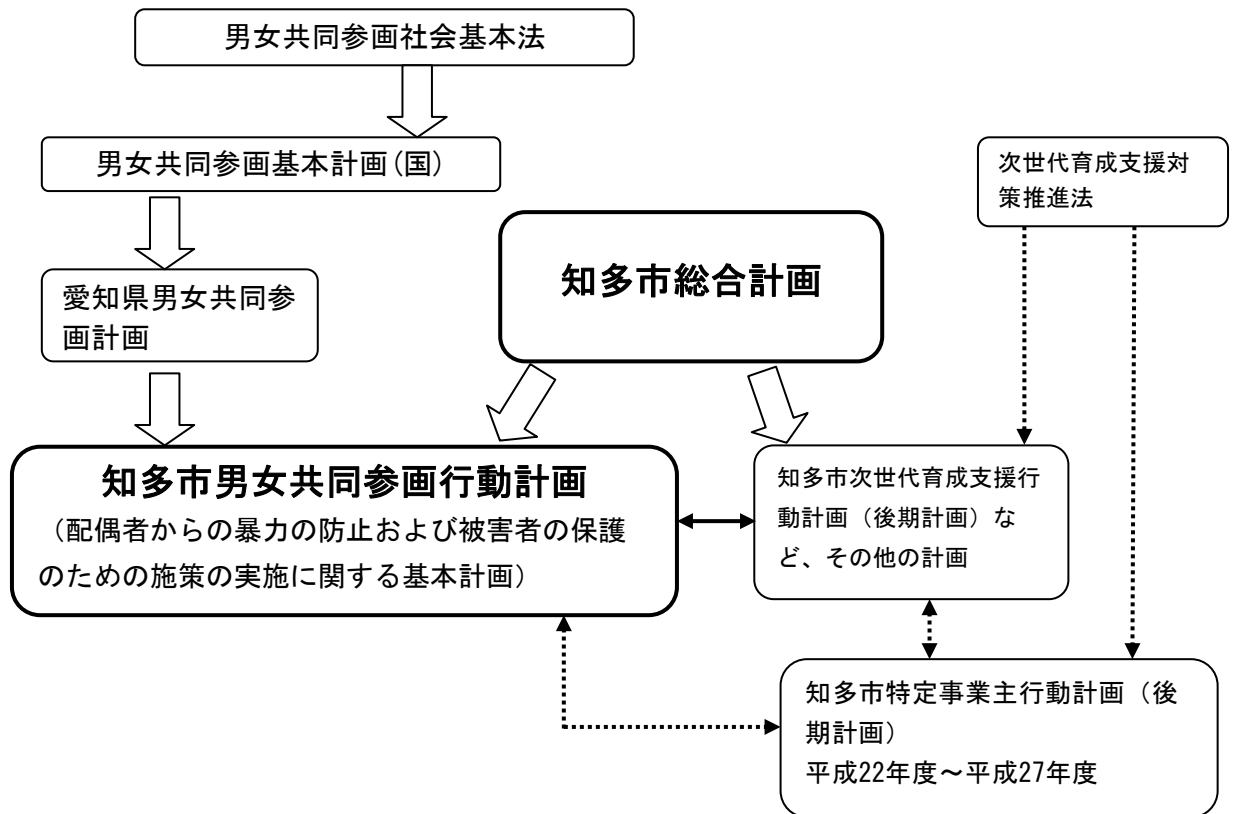 男女共同参画社会基本法
男女共同参画基本計画(国)
次世代育成支援対
策推進法
知多市総合計画
愛知県男女共同参
画計画
知多市男女共同参画行動計画
（配偶者からの暴力の防止および被害者の保護
のための施策の実施に関する基本計画）
知多市次世代育成支援行
動計画（後期計画）な
ど、その他の計画
知多市特定事業主行動計画（後
期計画）
平成22年度～平成27年度